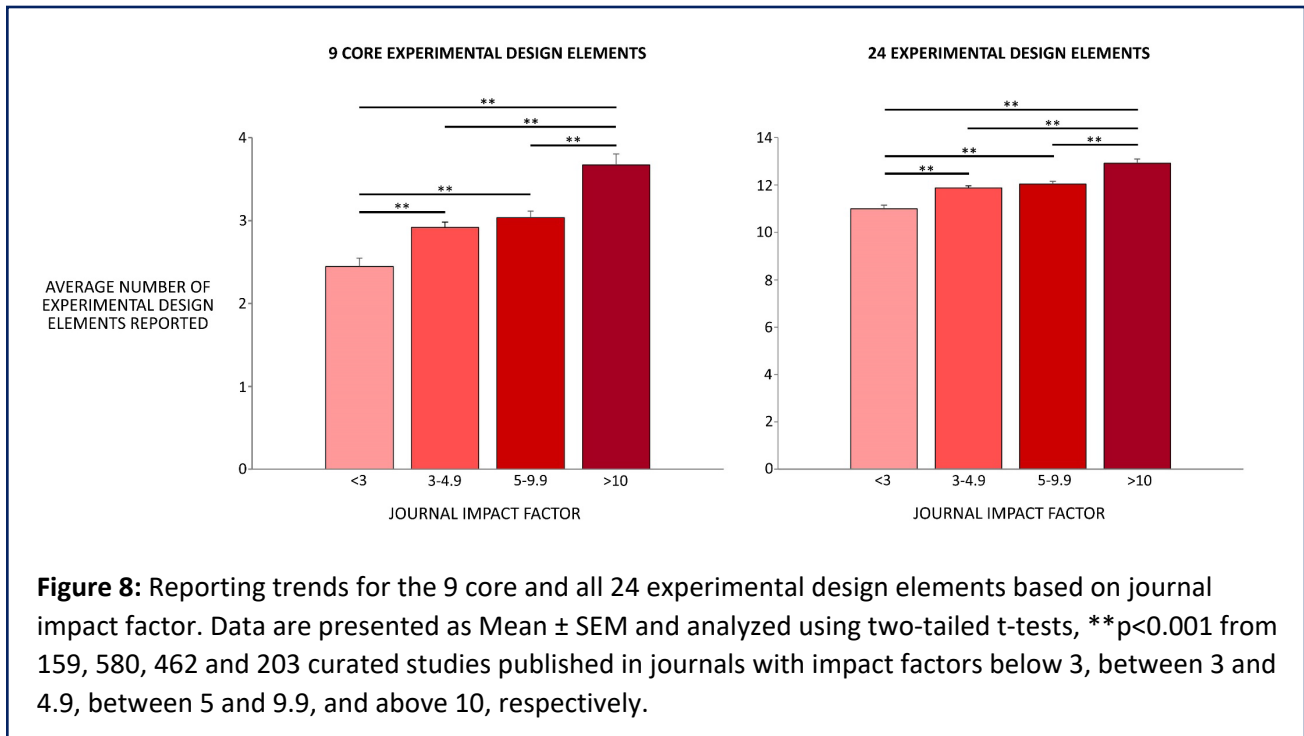 9 CORE EXPERIMENTAL DESIGN ELEMENTS
**
**
**
**
**
4
3
2
1
0
AVERAGE NUMBER OF
EXPERIMENTAL DESIGN
ELEMENTS REPORTED
<3
3-4.9
5-9.9
>10
JOURNAL IMPACT FACTOR
24 EXPERIMENTAL DESIGN ELEMENTS
**
**
**
**
**
14
12
10
8
6
4
2
0
<3
3-4.9
5-9.9
>10
JOURNAL IMPACT FACTOR
Figure 8: Reporting trends for the 9 core and all 24 experimental design elements based on journal
impact factor. Data are presented as Mean ± SEM and analyzed using two-tailed t-tests, **p<0.001 from
159, 580, 462 and 203 curated studies published in journals with impact factors below 3, between 3 and
4.9, between 5 and 9.9, and above 10, respectively.